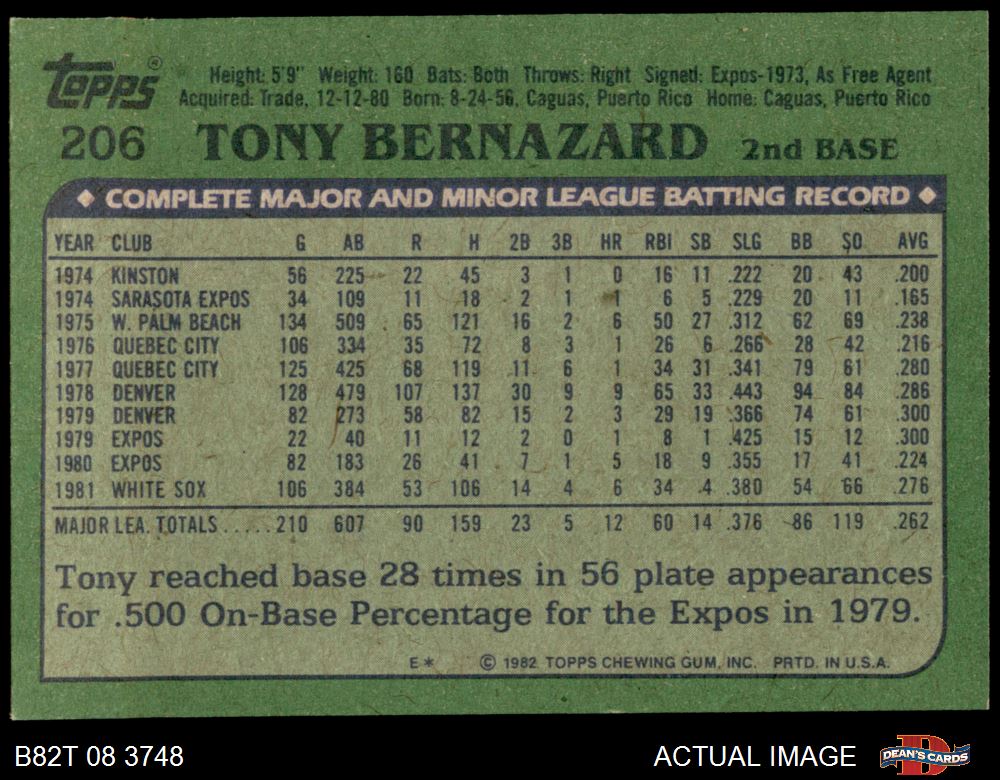 Topps®
Height: 5'9" Weight: 160 Bats: Both Throws: Right Signed: Expos-1973, As Free Agent
Acquired: Trade, 12-12-80 Born: 8-24-56, Caguas, Puerto Rico Home: Caguas, Puerto Rico
206 TONY BERNAZARD 2nd BASE
◆ COMPLETE MAJOR AND MINOR LEAGUE BATTING RECORD ◆
YEAR CLUB G AB R H 2B 3B HR RBI SB SLG BB SO AVG
1974 KINSTON 56 225 22 45 3 1 0 16 11 .222 20 43 .200
1974 SARASOTA EXPOS 34 109 11 18 2 1 1 6 5 .229 20 11 .165
1975 W. PALM BEACH 134 509 65 121 16 2 6 50 27 .312 62 69 .238
1976 QUEBEC CITY 106 334 35 72 8 3 1 26 6 .266 28 42 .216
1977 QUEBEC CITY 125 425 68 119 11 6 1 34 31 .341 79 61 .280
1978 DENVER 128 479 107 137 30 9 9 65 33 .443 94 84 .286
1979 DENVER 82 273 58 82 15 2 3 29 19 .366 74 61 .300
1979 EXPOS 22 40 11 12 2 0 1 8 1 .425 15 12 .300
1980 EXPOS 82 183 26 41 7 1 5 18 9 .355 17 41 .224
1981 WHITE SOX 106 384 53 106 14 4 6 34 4 .380 54 66 .276
MAJOR LEA. TOTALS.....210 607 90 159 23 5 12 60 14 .376 86 119 .262
Tony reached base 28 times in 56 plate appearances
for .500 On-Base Percentage for the Expos in 1979.
E* © 1982 TOPPS CHEWING GUM, INC. PRTD. IN U.S.A.
B82T 08 3748 ACTUAL IMAGE DEAN'S CARDS